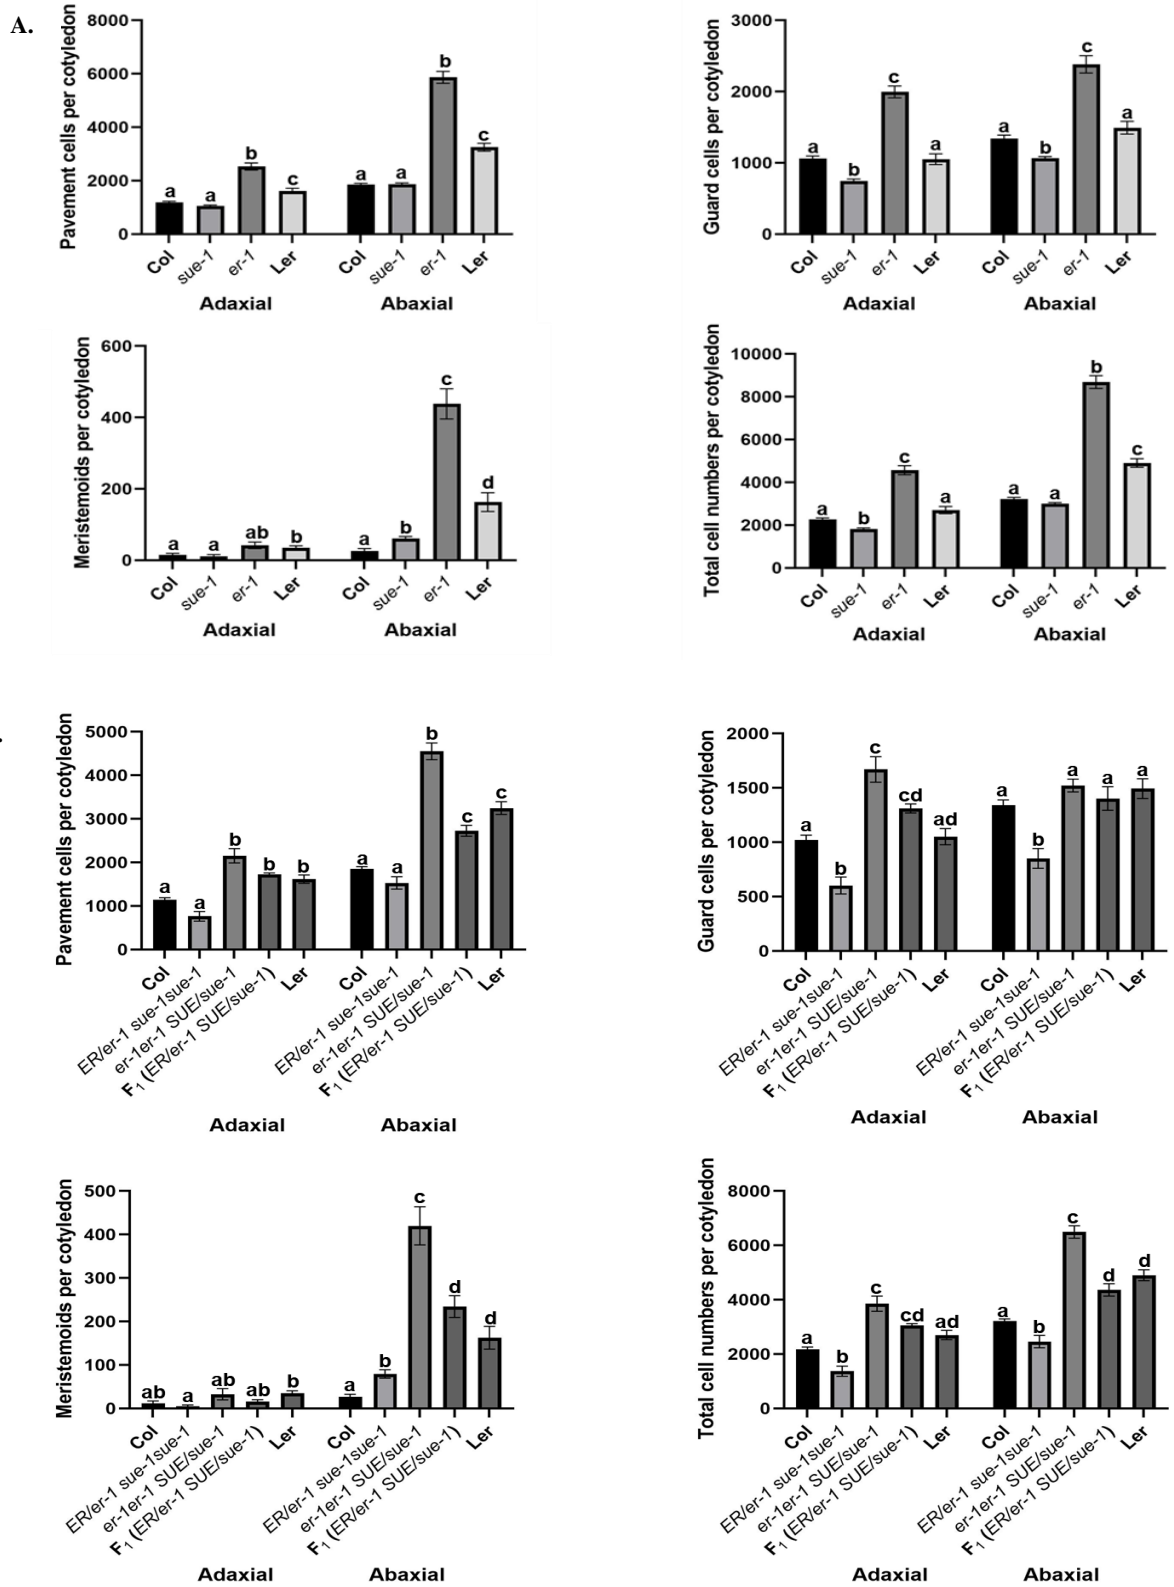 A.
Pavement cells per cotyledon
8000
6000
4000
2000
0
a
a
b
c
a
a
b
c
Col
sue-1
er-1
Ler
Col
sue-1
er-1
Ler
Adaxial
Abaxial
Guard cells per cotyledon
3000
2000
1000
0
a
b
c
a
a
b
c
a
Col
sue-1
er-1
Ler
Col
sue-1
er-1
Ler
Adaxial
Abaxial
Meristemoids per cotyledon
600
400
200
0
a
a
ab
b
a
b
c
d
Col
sue-1
er-1
Ler
Col
sue-1
er-1
Ler
Adaxial
Abaxial
Total cell numbers per cotyledon
10000
8000
6000
4000
2000
0
a
b
c
a
a
a
b
c
Col
sue-1
er-1
Ler
Col
sue-1
er-1
Ler
Adaxial
Abaxial
Pavement cells per cotyledon
5000
4000
3000
2000
1000
0
a
a
b
b
b
a
a
b
c
c
Col
ER/er-1 sue-1sue-1
er-1er-1 SUE/sue-1
F₁ (ER/er-1 SUE/sue-1)
Ler
Col
ER/er-1 sue-1sue-1
er-1er-1 SUE/sue-1
F₁ (ER/er-1 SUE/sue-1)
Ler
Adaxial
Abaxial
Guard cells per cotyledon
2000
1500
1000
500
0
a
b
c
cd
ad
a
b
a
a
a
Col
ER/er-1 sue-1sue-1
er-1er-1 SUE/sue-1
F₁ (ER/er-1 SUE/sue-1)
Ler
Col
ER/er-1 sue-1sue-1
er-1er-1 SUE/sue-1
F₁ (ER/er-1 SUE/sue-1)
Ler
Adaxial
Abaxial
Meristemoids per cotyledon
500
400
300
200
100
0
ab
a
ab
ab
b
a
b
c
d
d
Col
ER/er-1 sue-1sue-1
er-1er-1 SUE/sue-1
F₁ (ER/er-1 SUE/sue-1)
Ler
Col
ER/er-1 sue-1sue-1
er-1er-1 SUE/sue-1
F₁ (ER/er-1 SUE/sue-1)
Ler
Adaxial
Abaxial
Total cell numbers per cotyledon
8000
6000
4000
2000
0
a
b
c
cd
ad
a
b
c
d
d
Col
ER/er-1 sue-1sue-1
er-1er-1 SUE/sue-1
F₁ (ER/er-1 SUE/sue-1)
Ler
Col
ER/er-1 sue-1sue-1
er-1er-1 SUE/sue-1
F₁ (ER/er-1 SUE/sue-1)
Ler
Adaxial
Abaxial